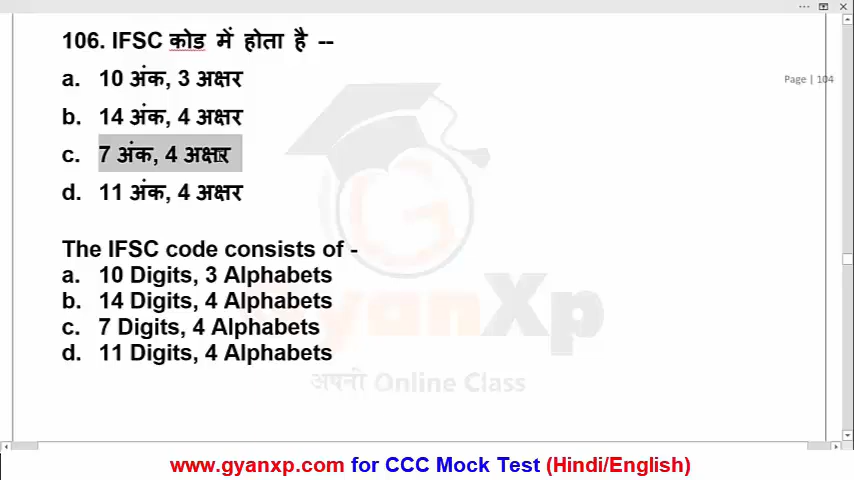 106. IFSC कोड में होता है --
a. 10 अंक, 3 अक्षर
Page | 104
b. 14 अंक, 4 अक्षर
c. 7 अंक, 4 अक्षर
d. 11 अंक, 4 अक्षर
The IFSC code consists of -
a. 10 Digits, 3 Alphabets
b. 14 Digits, 4 Alphabets
c. 7 Digits, 4 Alphabets
d. 11 Digits, 4 Alphabets
GyanXp
अपनो Online Class
www.gyanxp.com for CCC Mock Test (Hindi/English)